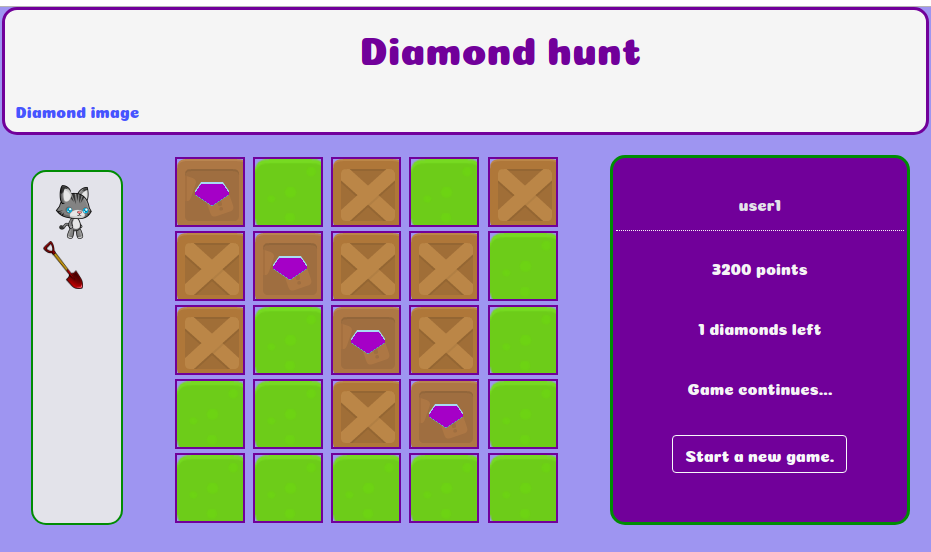 Diamond hunt
Diamond image
user1
3200 points
1 diamonds left
Game continues...
Start a new game.